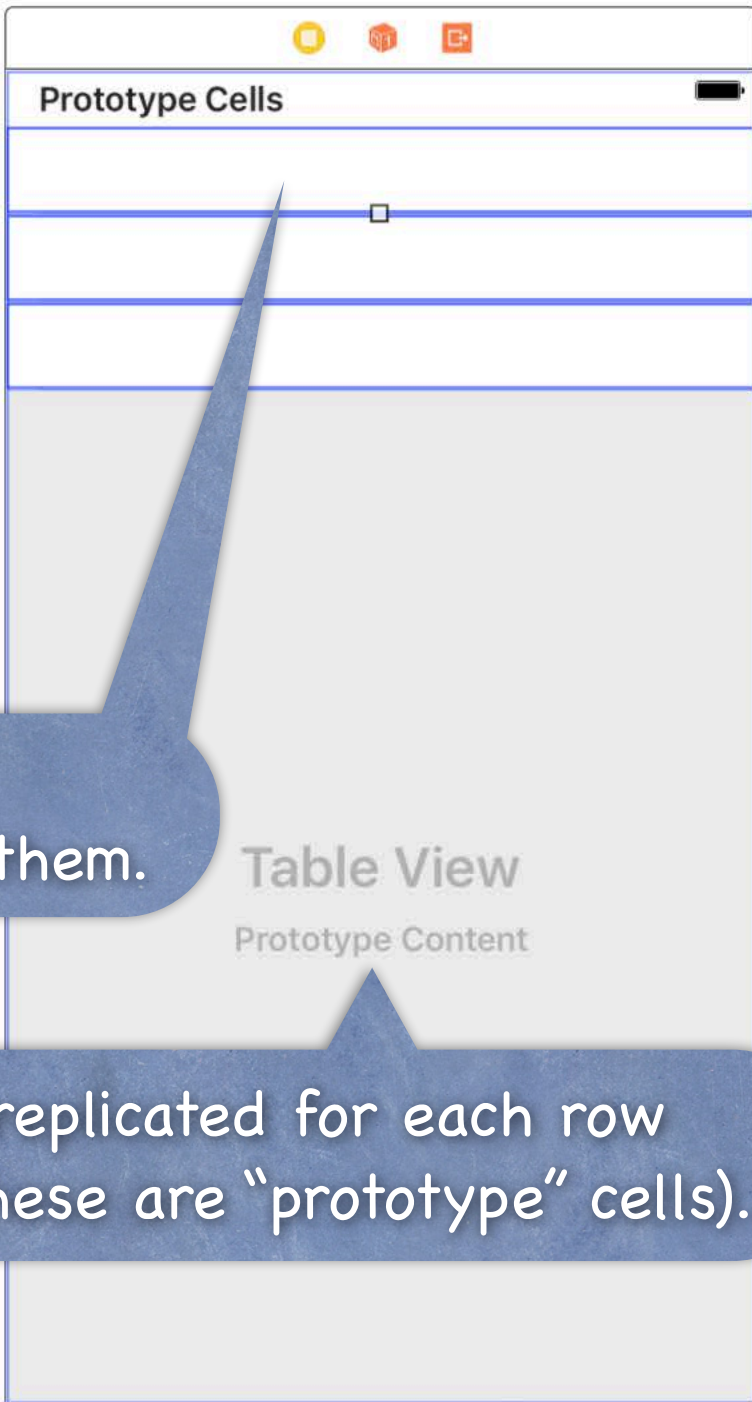 Prototype Cells
them.
Table View
Prototype Content
replicated for each row
hese are “prototype” cells).